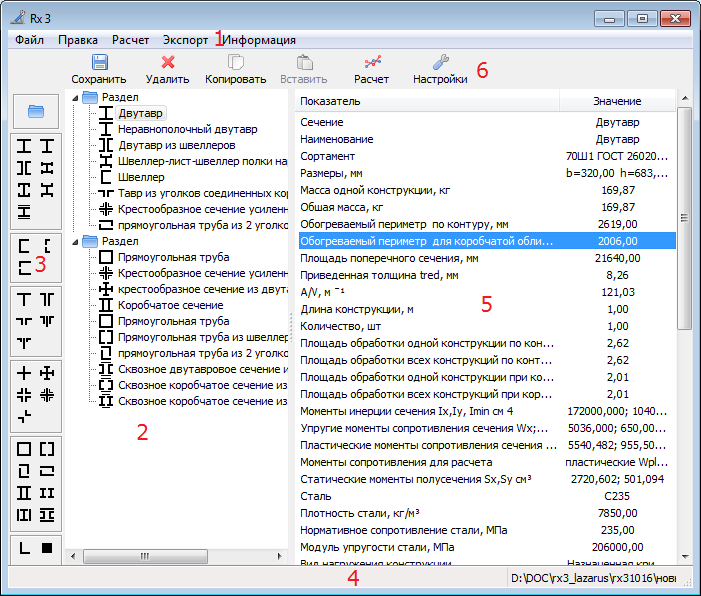 Rx 3
Файл Правка Расчет Экспорт 1 Информация
Сохранить Удалить Копировать Вставить Расчет Настройки 6
Раздел
Двутавр
Неравнополочный двутавр
Двутавр из швеллеров
Швеллер-лист-швеллер полки на
Швеллер
Тавр из уголков соединенных кор
Крестообразное сечение усилен
прямоугольная труба из 2 уголко
Раздел
Прямоугольная труба
Крестообразное сечение усилен
крестообразное сечение из двута
Коробчатое сечение
Прямоугольная труба
Прямоугольная труба из швеллер
прямоугольная труба из 2 уголко
Сквозное двутавровое сечение и
Сквозное коробчатое сечение из
Сквозное коробчатое сечение из
3
2
Показатель Значение
Сечение Двутавр
Наименование Двутавр
Сортамент 70Ш1 ГОСТ 26020...
Размеры, мм b=320,00 h=683,...
Масса одной конструкции, кг 169,87
Общая масса, кг 169,87
Обогреваемый периметр по контуру, мм 2619,00
Обогреваемый периметр для коробчатой обли... 2006,00
Площадь поперечного сечения, мм 21640,00
Приведенная толщина tred, мм 8,26
A/V, м ⁻¹ 121,03
Длина конструкции, м 1,00
5
Количество, шт 1,00
Площадь обработки одной конструкции по кон... 2,62
Площадь обработки всех конструкций по конт... 2,62
Площадь обработки одной конструкции при ко... 2,01
Площадь обработки всех конструкций при кор... 2,01
Моменты инерции сечения Ix,Iy, Imin см 4 172000,000; 1040...
Упругие моменты сопротивления сечения Wx;... 5036,000; 650,00...
Пластические моменты сопротивления сечения ... 5540,482; 955,50...
Моменты сопротивления для расчета пластические Wpl...
Статические моменты полусечения Sx,Sy см³ 2720,602; 501,094
Сталь С235
Плотность стали, кг/м³ 7850,00
Нормативное сопротивление стали, МПа 235,00
Модуль упругости стали, МПа 206000,00
Вид нагружения конструкции Назначенная кри
4
D:\DOC\rx3_lazarus\rx31016\новы